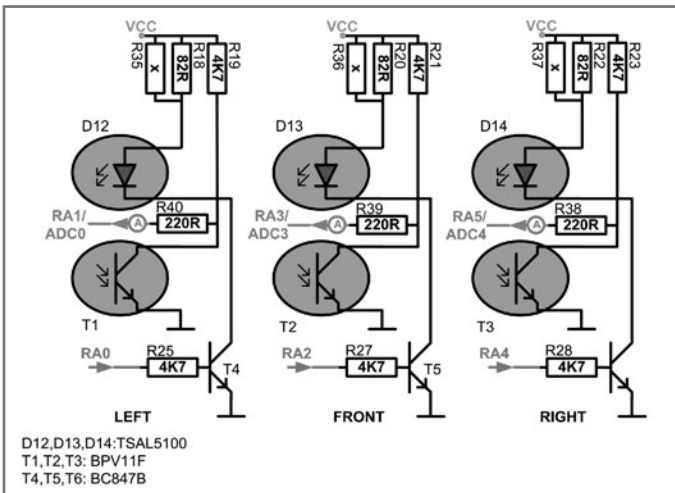 VCC VCC VCC
R35 x R18 82R R19 4K7
R36 x R20 82R R21 4K7
R37 x R22 82R R23 4K7
D12 D13 D14
R40 R39 R38
RA1/ 220R RA3/ 220R RA5/ 220R
ADC0 A ADC3 A ADC4 A
T1 T2 T3
RA0 R25 RA2 R27 RA4 R28
4K7 T4 4K7 T5 4K7
LEFT FRONT RIGHT
D12,D13,D14:TSAL5100
T1,T2,T3: BPV11F
T4,T5,T6: BC847B